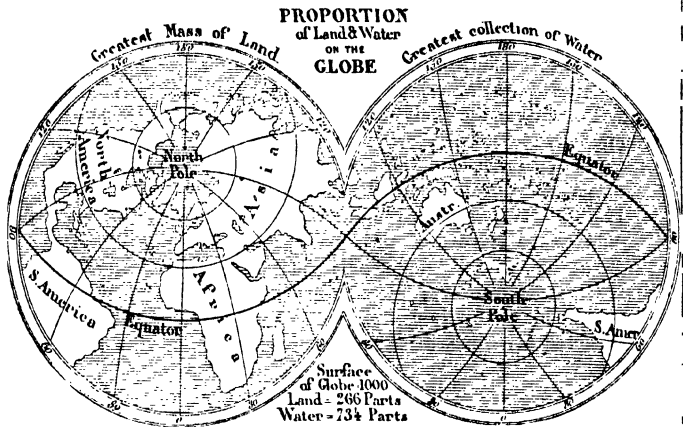 PROPORTION
of Land & Water
ON THE
GLOBE
Greatest Mass of Land
Greatest collection of Water
180
180
North America
North Pole
Asia
Africa
S. America
Equator
Equator
Austr.
South Pole
S. Amer
Surface
of Globe 1000
Land = 266 Parts
Water = 734 Parts